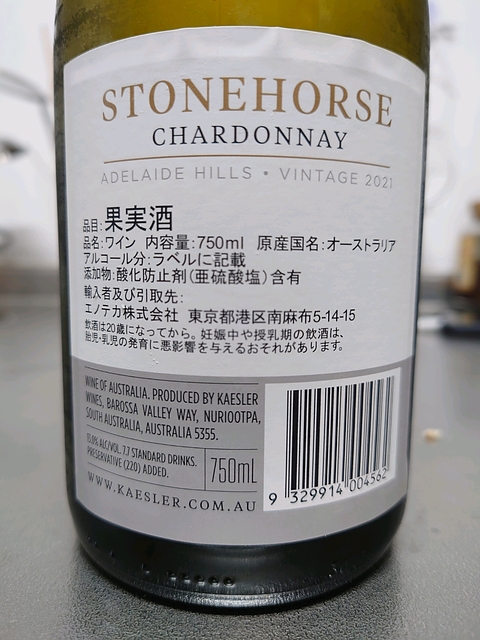 STONEHORSE
CHARDONNAY
ADELAIDE HILLS • VINTAGE 2021
品目:果実酒
品名:ワイン 内容量:750ml 原産国名:オーストラリア
アルコール分:ラベルに記載
添加物:酸化防止剤(亜硫酸塩)含有
輸入者及び引取先:
エノテカ株式会社 東京都港区南麻布5-14-15
飲酒は20歳になってから。妊娠中や授乳期の飲酒は、
胎児・乳児の発育に悪影響を与えるおそれがあります。
WINE OF AUSTRALIA. PRODUCED BY KAESLER
WINES, BAROSSA VALLEY WAY, NURIOOTPA,
SOUTH AUSTRALIA, AUSTRALIA 5355.
ALC/VOL. 7.7 STANDARD DRINKS.
PRESERVATIVE (220) ADDED.
750mL
WWW.KAESLER.COM.AU
9 329914 004562